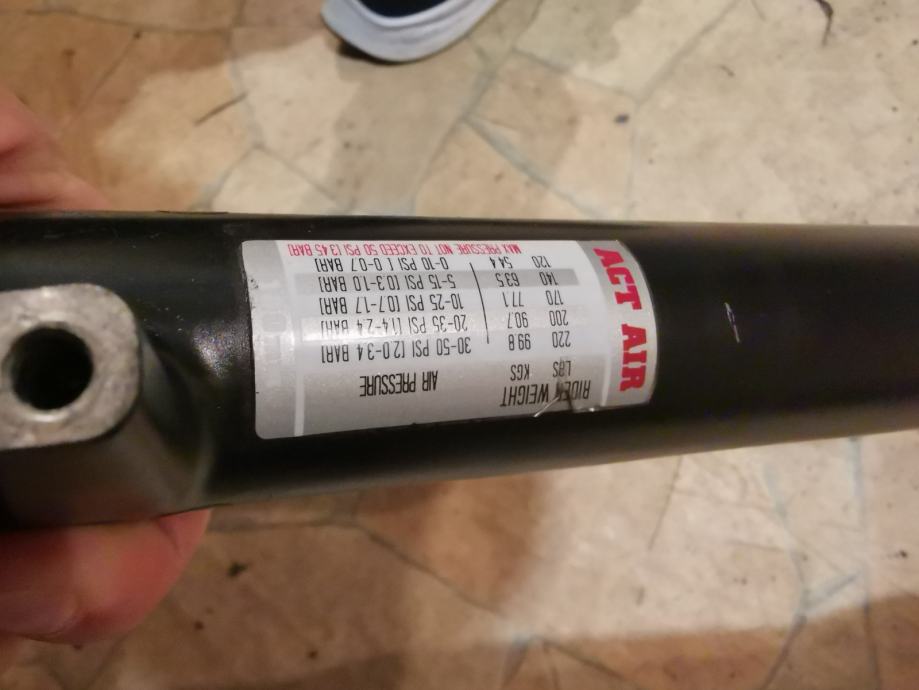 ACT AIR
RIDER WEIGHT AIR PRESSURE
LBS KGS
220 99.8 30-50 PSI [2.0-3.4 BAR]
200 90.7 20-35 PSI [1.4-2.4 BAR]
170 77.1 10-25 PSI [0.7-1.7 BAR]
140 63.5 5-15 PSI [0.3-1.0 BAR]
120 54.4 0-10 PSI [ 0-0.7 BAR]
MAX PRESSURE NOT TO EXCEED 50 PSI [3.45 BAR]